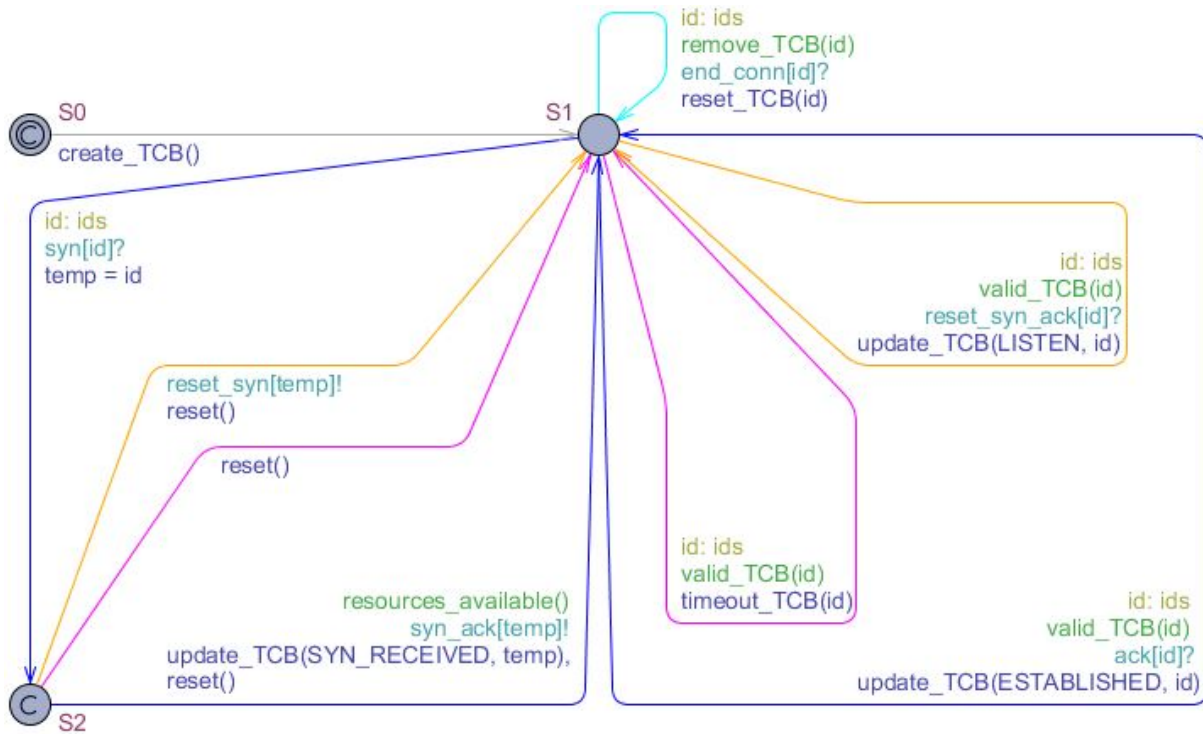 id: ids
remove_TCB(id)
end_conn[id]?
reset_TCB(id)
S0
S1
C
create_TCB()
id: ids
syn[id]?
temp = id
id: ids
valid_TCB(id)
reset_syn_ack[id]?
update_TCB(LISTEN, id)
reset_syn[temp]!
reset()
reset()
id: ids
valid_TCB(id)
timeout_TCB(id)
resources_available()
syn_ack[temp]!
update_TCB(SYN_RECEIVED, temp),
reset()
id: ids
valid_TCB(id)
ack[id]?
update_TCB(ESTABLISHED, id)
C
S2